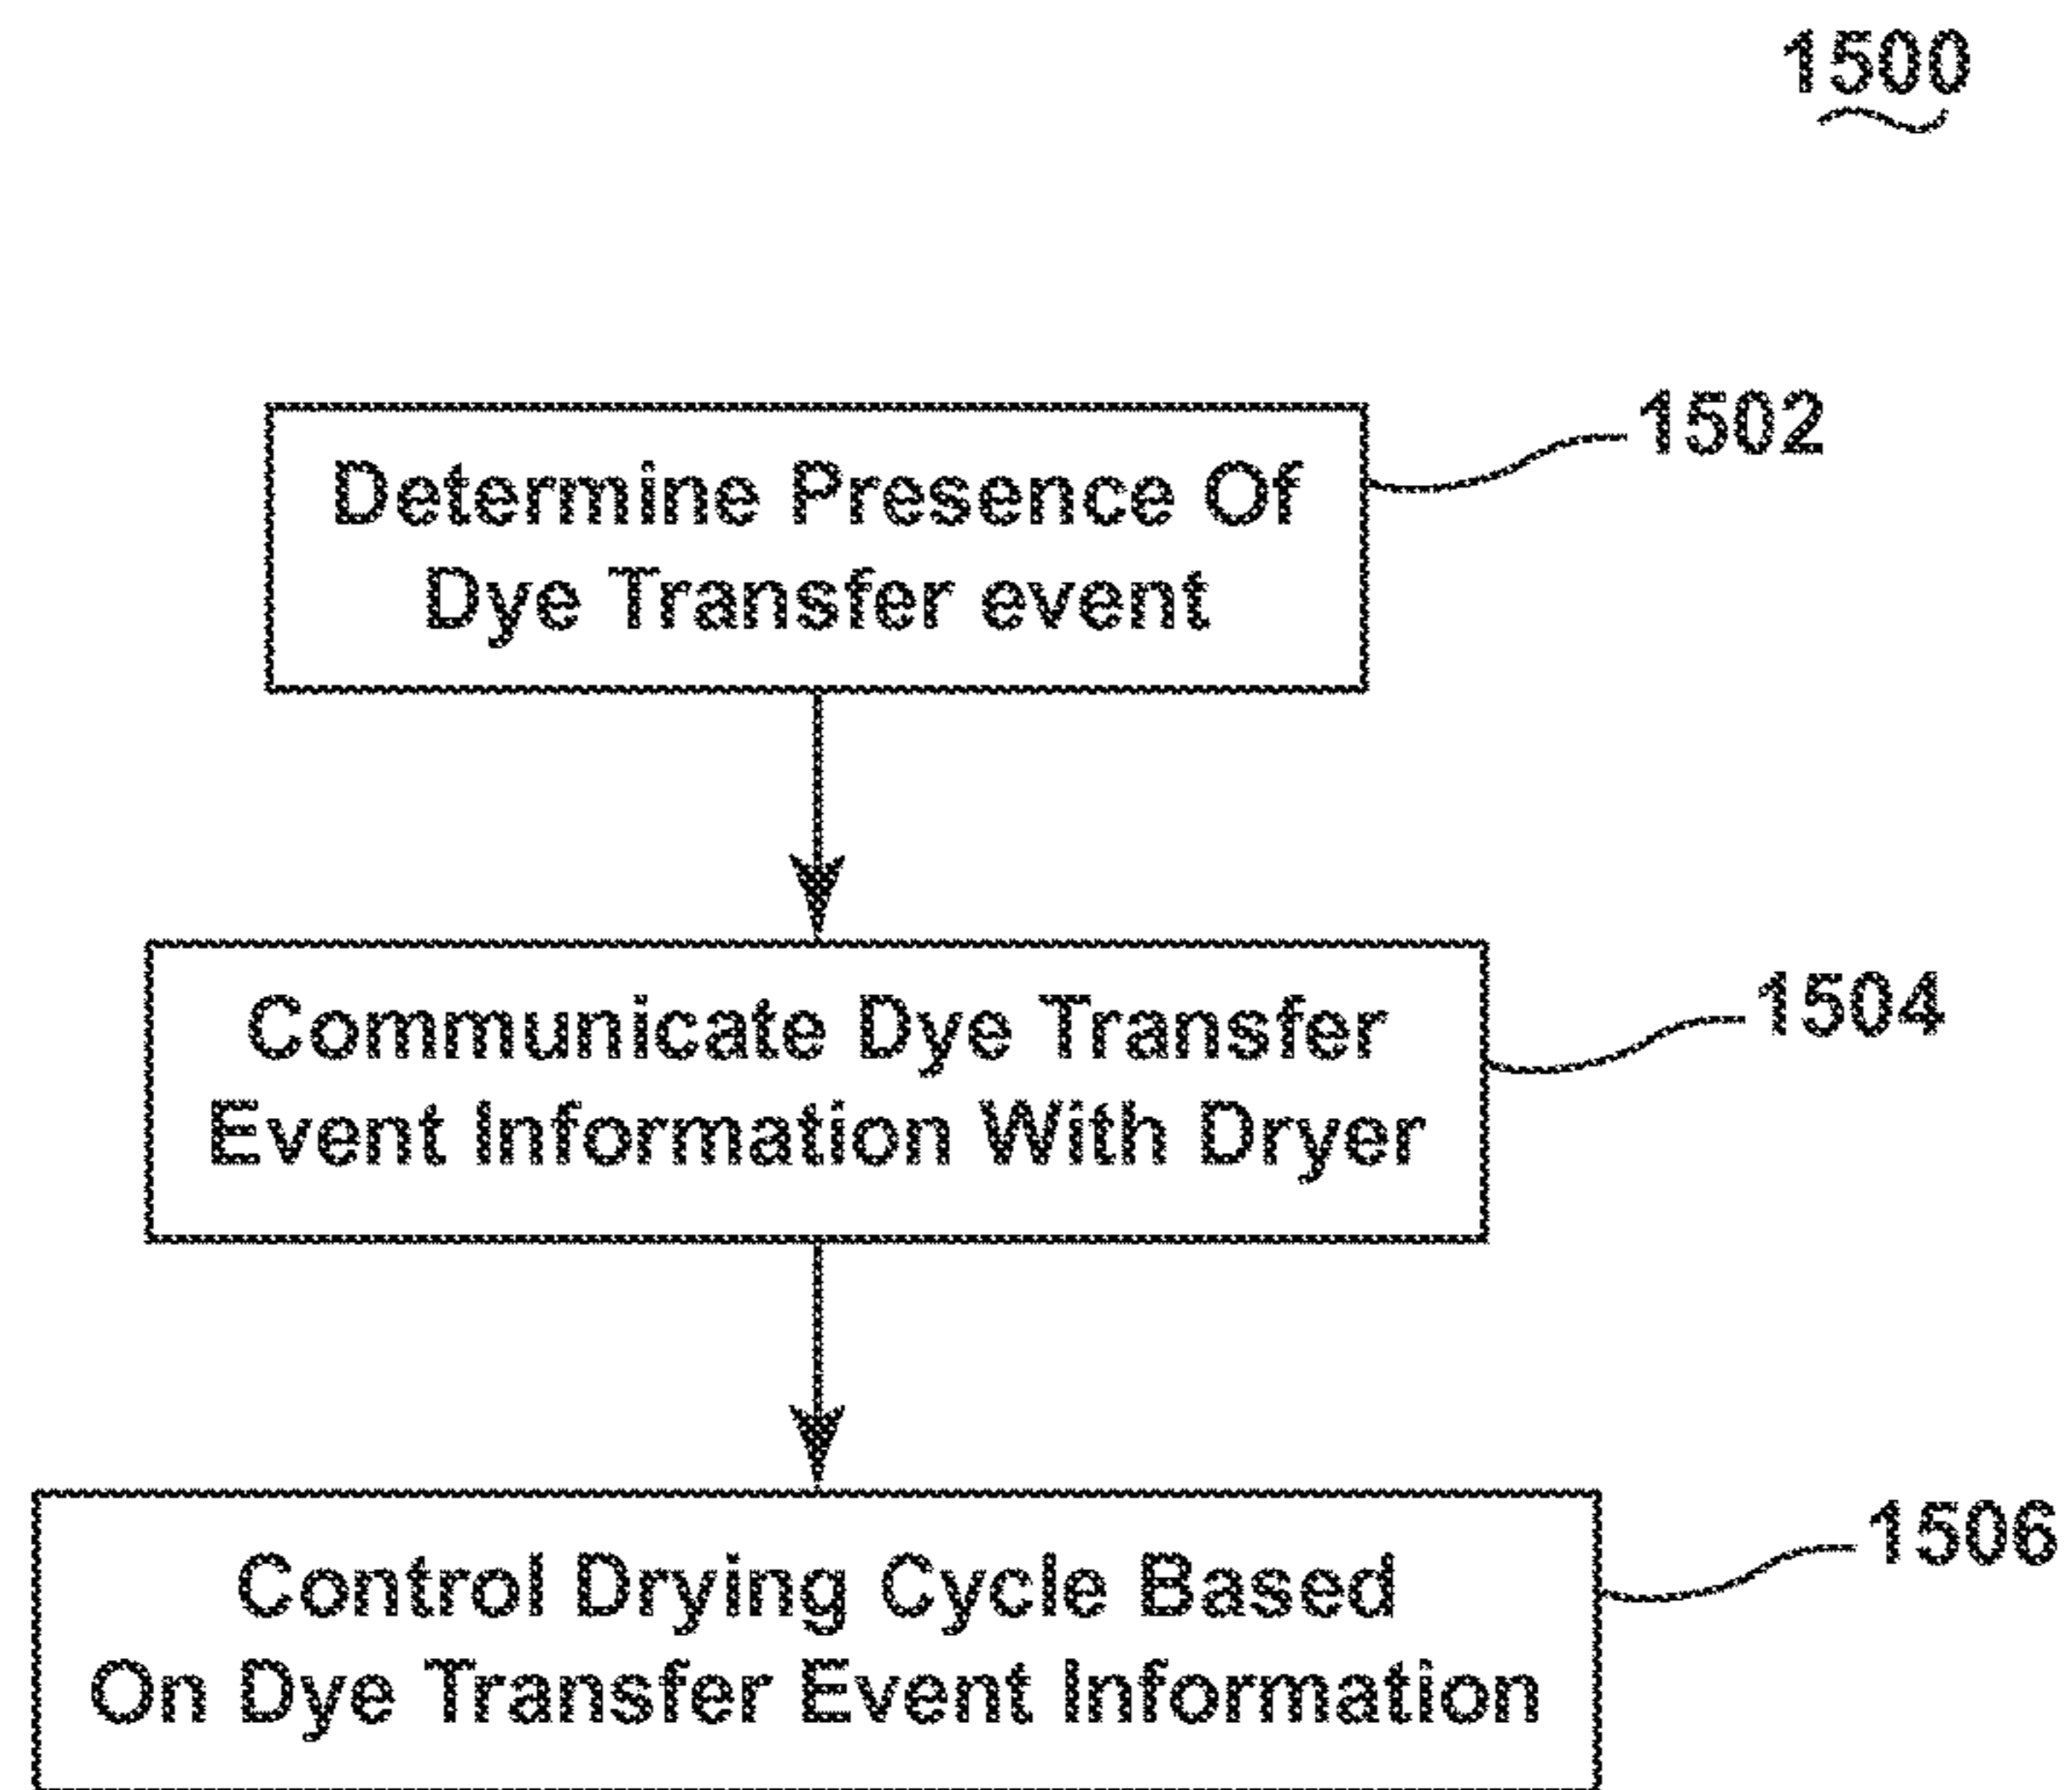 1500
Determine Presence Of
Dye Transfer event
1502
Communicate Dye Transfer
Event Information With Dryer
1504
Control Drying Cycle Based
On Dye Transfer Event Information
1506